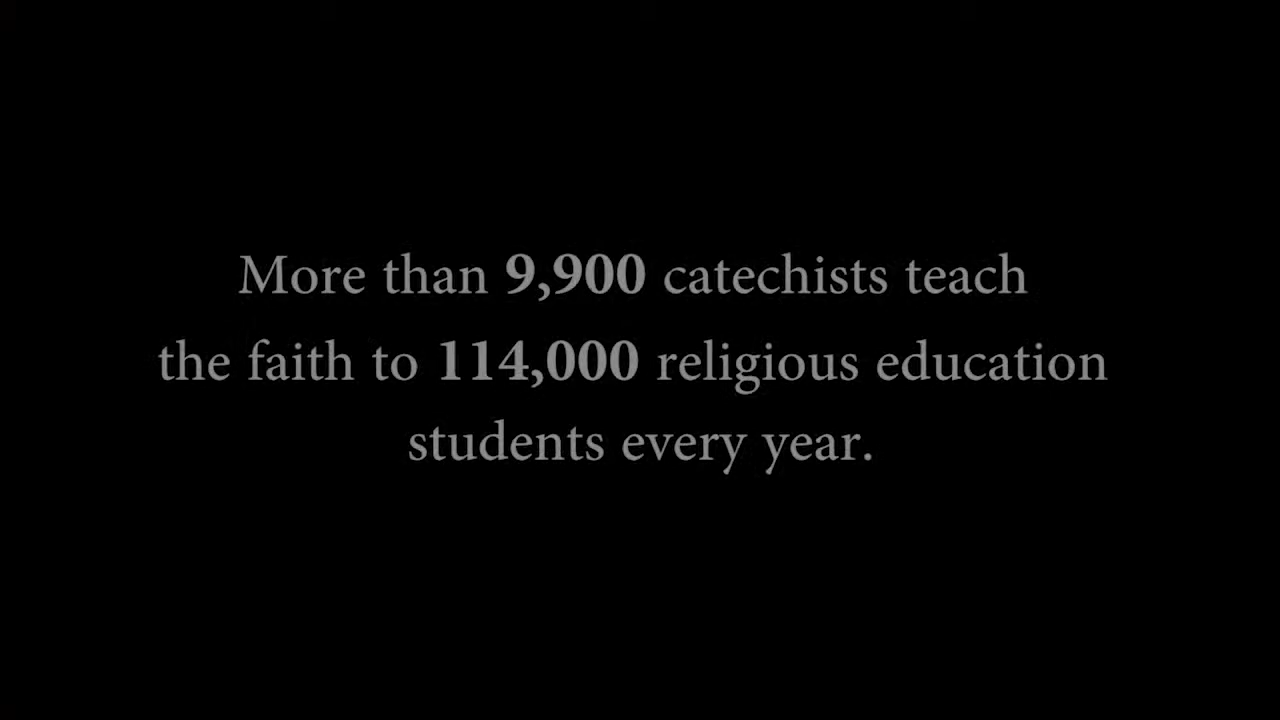 More than 9,900 catechists teach
the faith to 114,000 religious education
students every year.